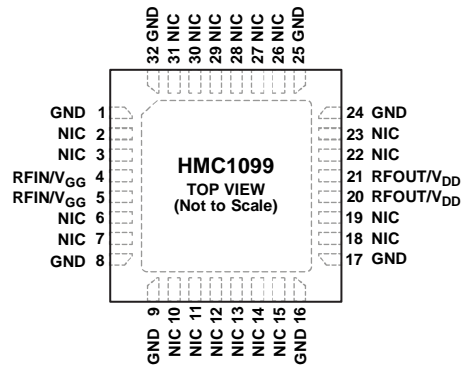 32 GND
31 NIC
30 NIC
29 NIC
28 NIC
27 NIC
26 NIC
25 GND
GND 1
NIC 2
NIC 3
RFIN/VGG 4
RFIN/VGG 5
NIC 6
NIC 7
GND 8
HMC1099
TOP VIEW
(Not to Scale)
24 GND
23 NIC
22 NIC
21 RFOUT/VDD
20 RFOUT/VDD
19 NIC
18 NIC
17 GND
GND 9
NIC 10
NIC 11
NIC 12
NIC 13
NIC 14
NIC 15
GND 16